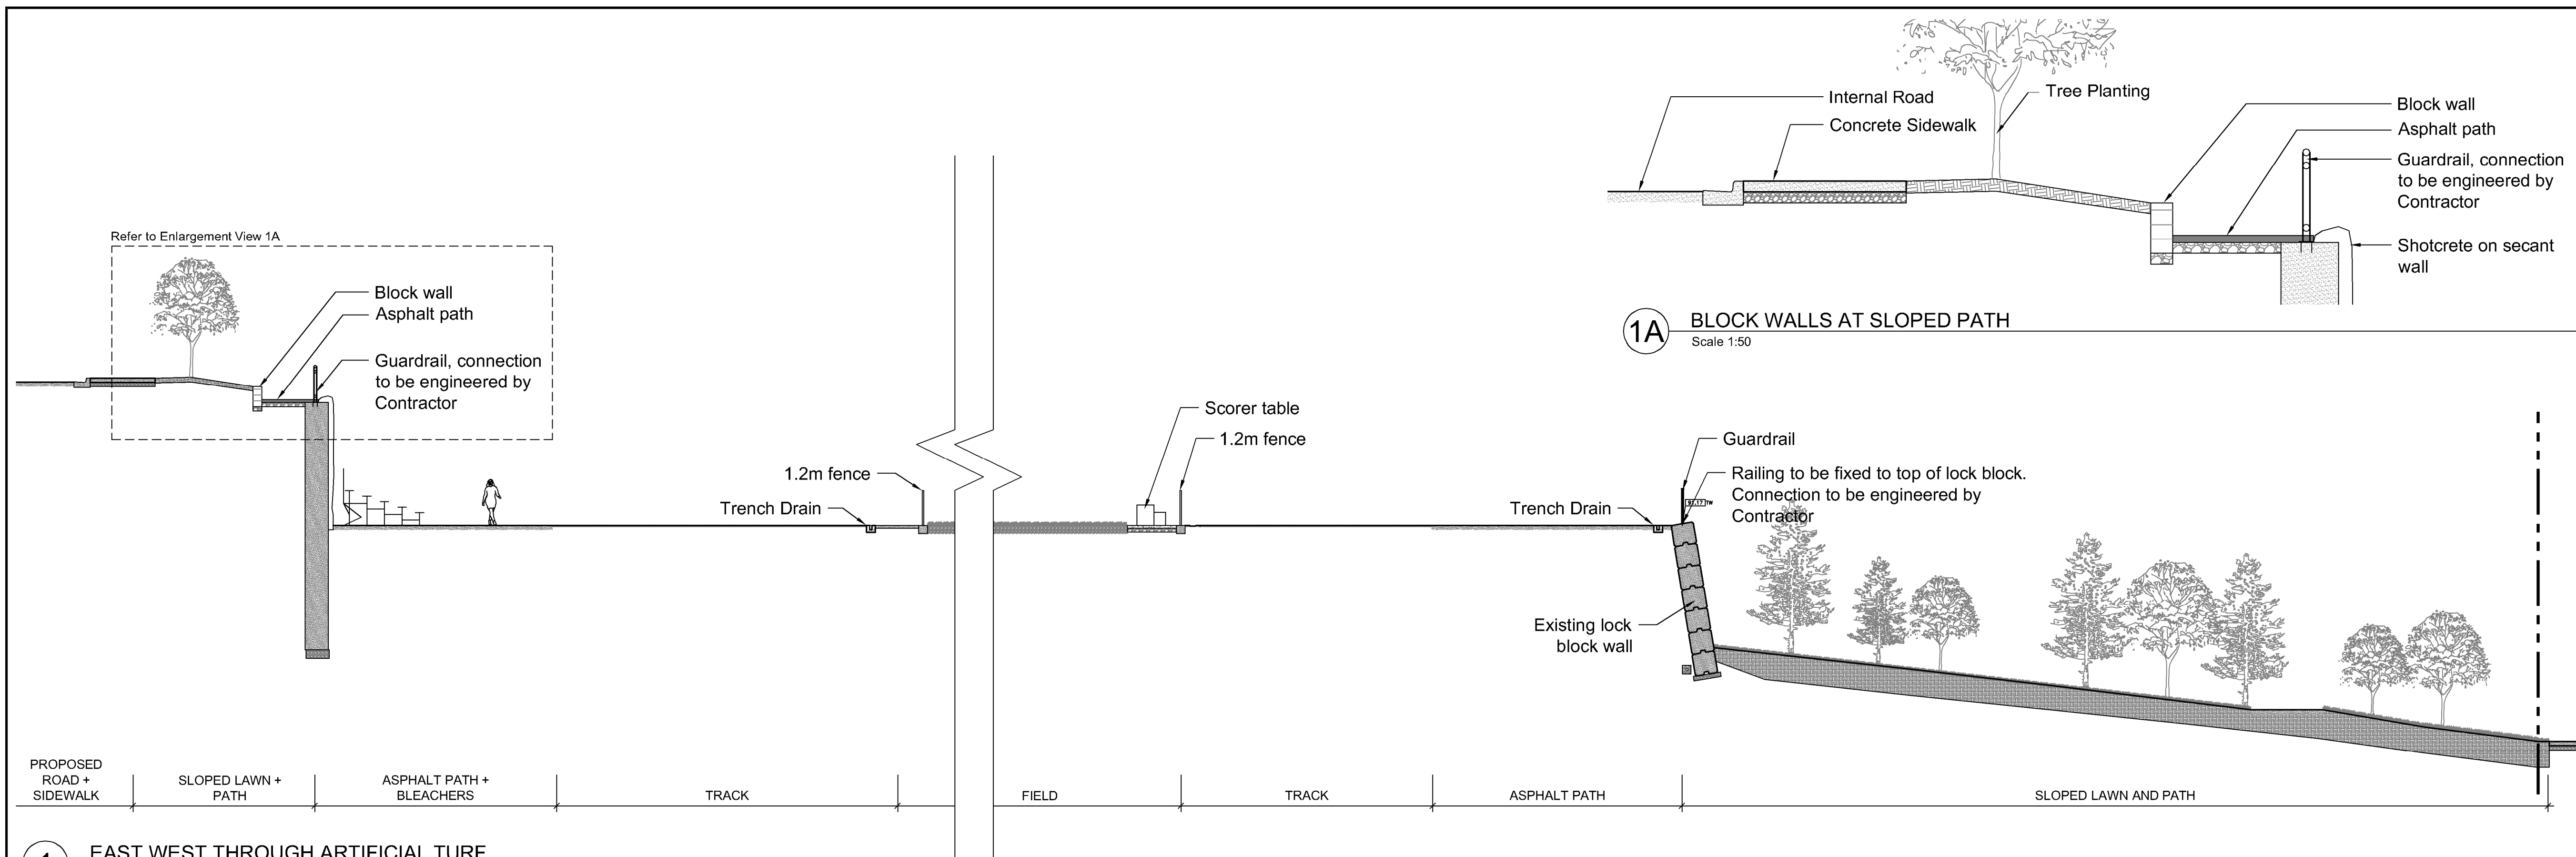 Internal Road
Concrete Sidewalk
Tree Planting
Block wall
Asphalt path
Guardrail, connection
to be engineered by
Contractor
Shotcrete on secant
wall
1A
BLOCK WALLS AT SLOPED PATH
Scale 1:50
Refer to Enlargement View 1A
Block wall
Asphalt path
Guardrail, connection
to be engineered by
Contractor
1.2m fence
Trench Drain
Scorer table
1.2m fence
Trench Drain
Guardrail
Railing to be fixed to top of lock block.
Connection to be engineered by
Contractor
TW
Existing lock
block wall
PROPOSED
ROAD +
SIDEWALK
SLOPED LAWN +
PATH
ASPHALT PATH +
BLEACHERS
TRACK
FIELD
TRACK
ASPHALT PATH
SLOPED LAWN AND PATH
EAST WEST THROUGH ARTIFICIAL TURF